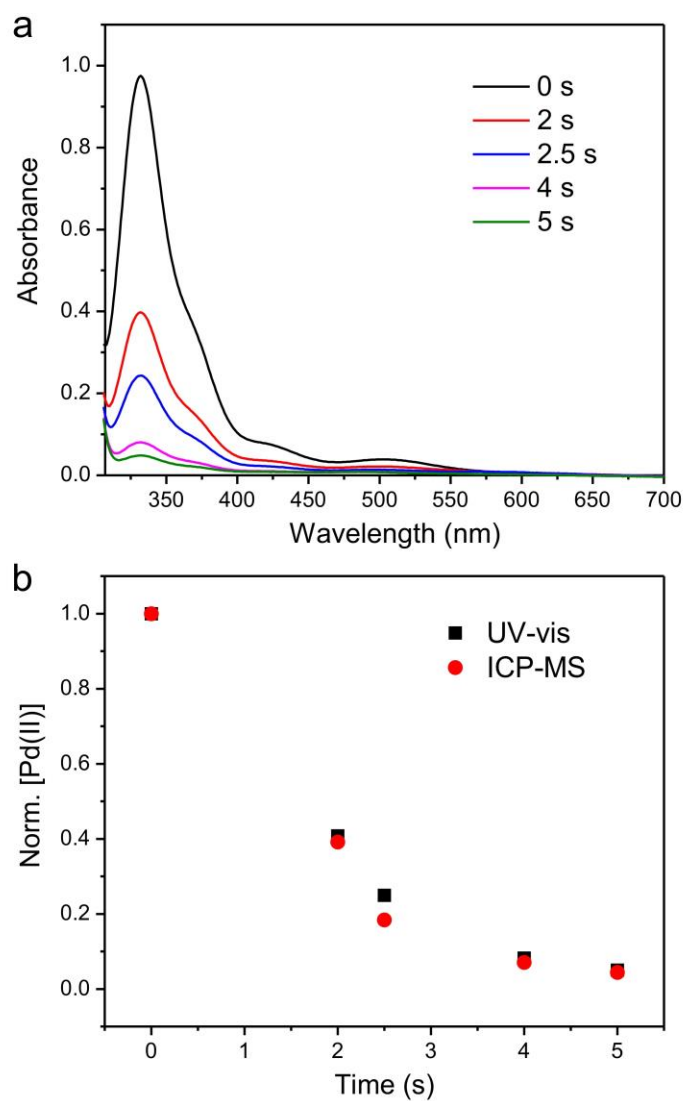 a
Absorbance
1.0
0.8
0.6
0.4
0.2
0.0
0 s
2 s
2.5 s
4 s
5 s
350 400 450 500 550 600 650 700
Wavelength (nm)
b
Norm. [Pd(II)]
1.0
0.8
0.6
0.4
0.2
0.0
UV-vis
ICP-MS
0 1 2 3 4 5
Time (s)